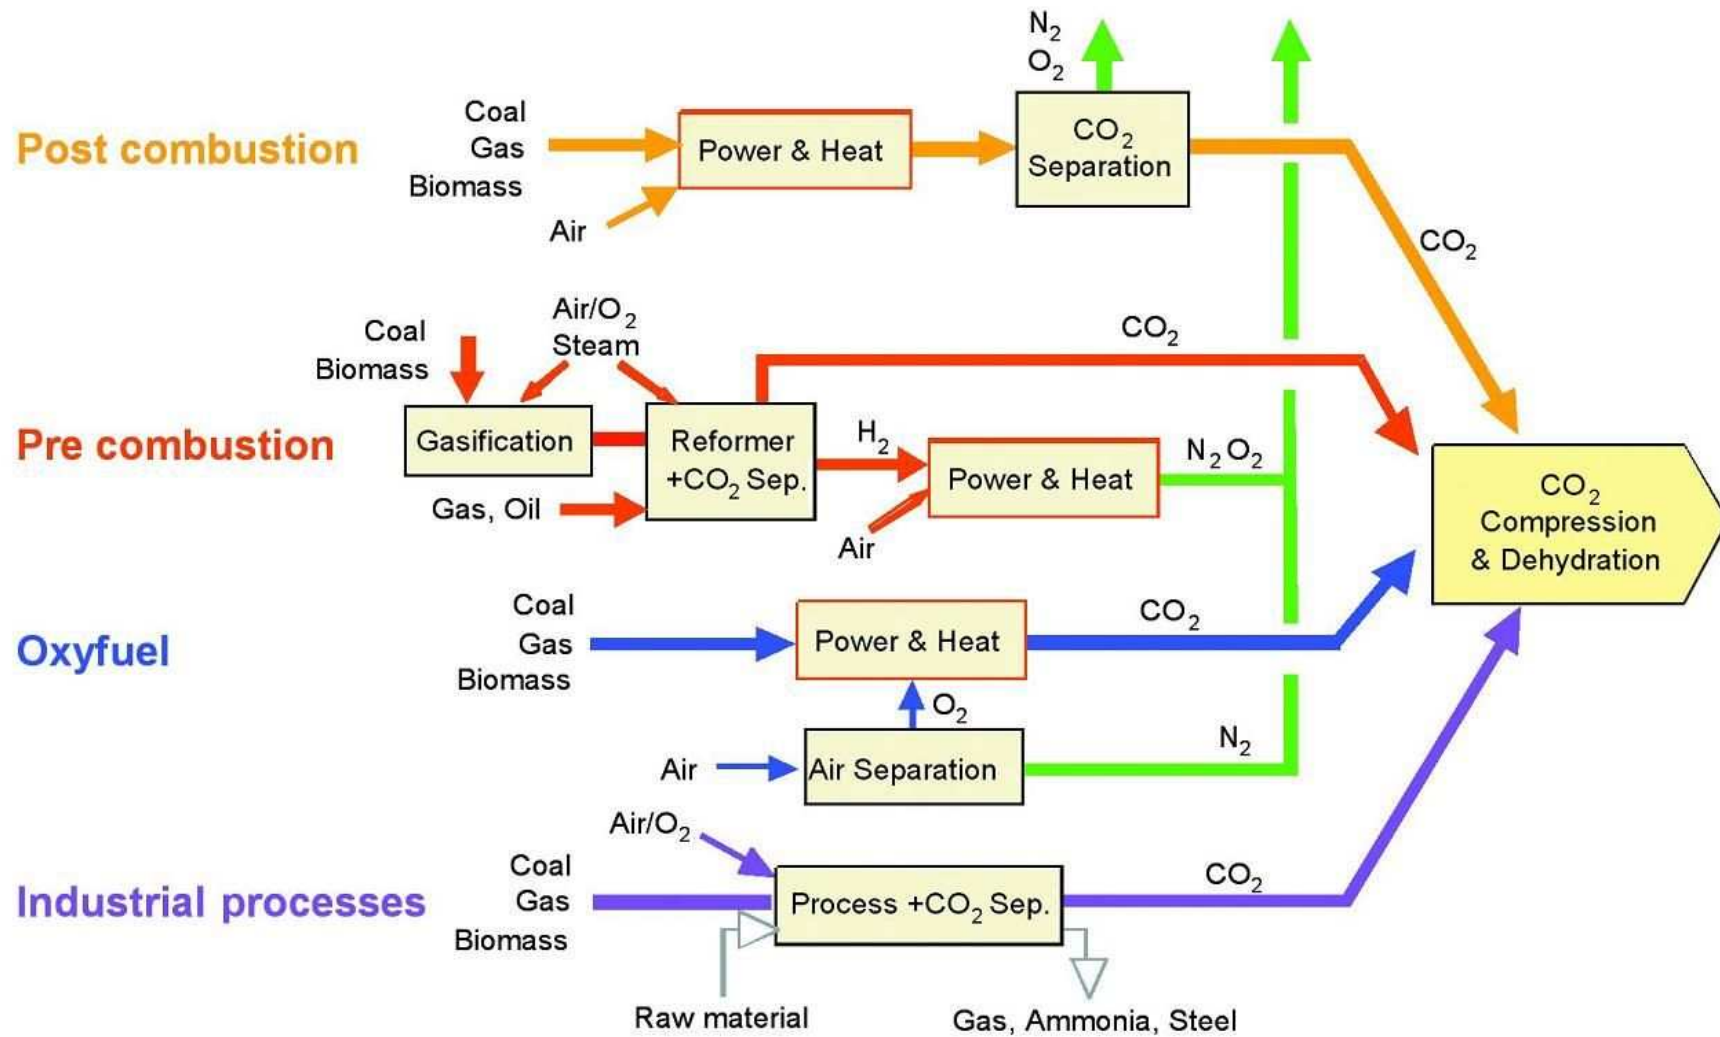 N₂
O₂
Post combustion
Coal
Gas
Biomass
Air
Power & Heat
CO₂
Separation
CO₂
Pre combustion
Coal
Biomass
Air/O₂
Steam
Gasification
Gas, Oil
Reformer
+CO₂ Sep.
H₂
Air
Power & Heat
N₂O₂
CO₂
CO₂
Compression
& Dehydration
Oxyfuel
Coal
Gas
Biomass
Power & Heat
CO₂
O₂
Air
Air Separation
N₂
Industrial processes
Air/O₂
Coal
Gas
Biomass
Process +CO₂ Sep.
CO₂
Raw material
Gas, Ammonia, Steel